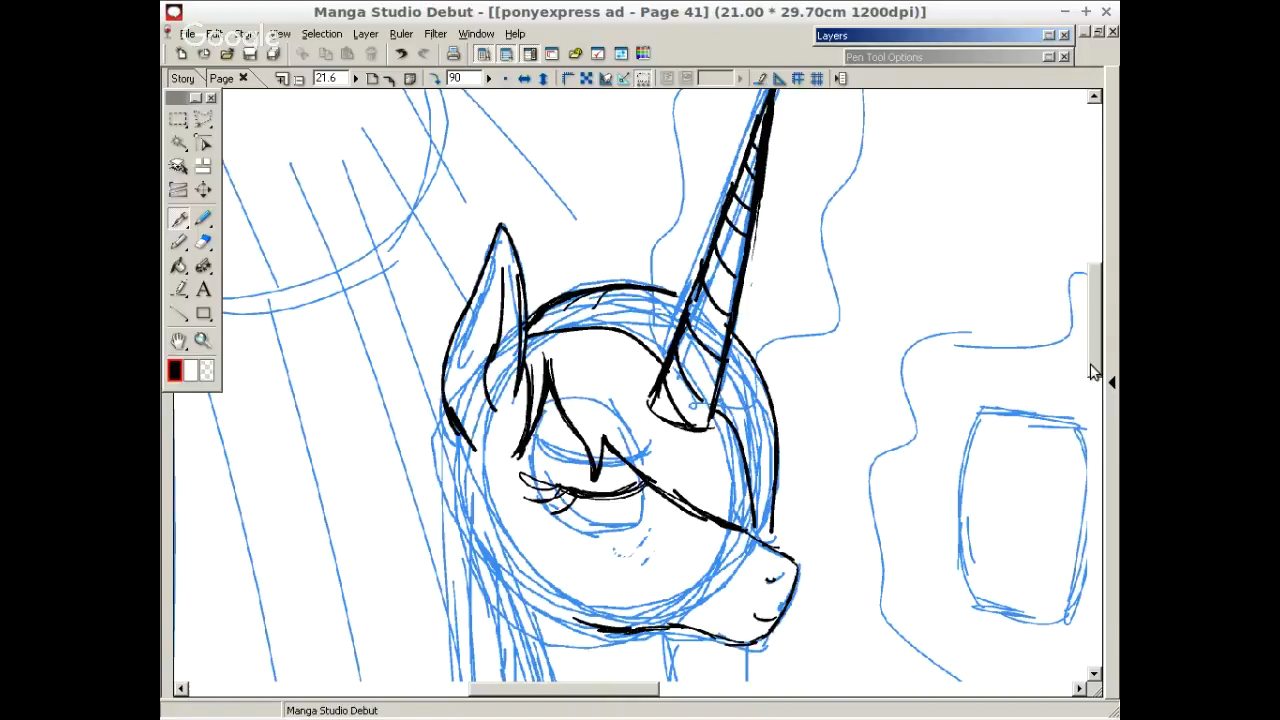 Manga Studio Debut - [[ponyexpress ad - Page 41] (21.00 * 29.70cm 1200dpi)]
File Edit Story View Selection Layer Ruler Filter Window Help
Google
Layers
Pen Tool Options
Story Page 21.6 90
A
Manga Studio Debut